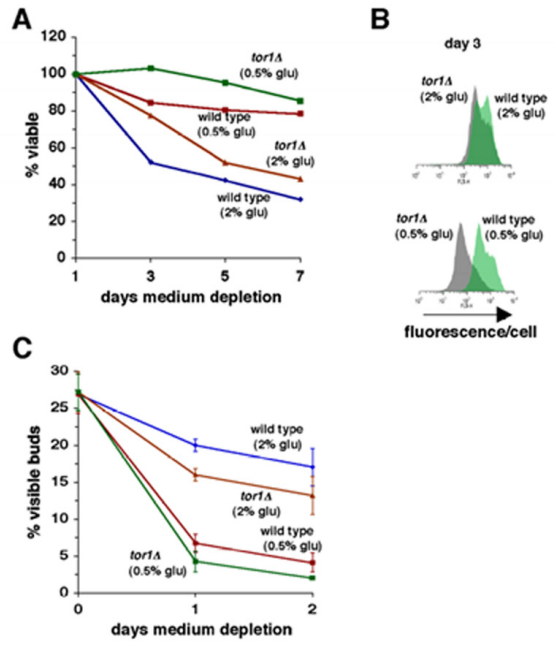 A
120
100
80
60
40
20
0
% viable
tor1Δ
(0.5% glu)
wild type
(0.5% glu)
tor1Δ
(2% glu)
wild type
(2% glu)
1
3
5
7
days medium depletion
B
day 3
tor1Δ
(2% glu)
wild type
(2% glu)
tor1Δ
(0.5% glu)
wild type
(0.5% glu)
fluorescence/cell
C
30
25
20
15
10
5
0
% visible buds
wild type
(2% glu)
tor1Δ
(2% glu)
wild type
(0.5% glu)
tor1Δ
(0.5% glu)
0
1
2
days medium depletion